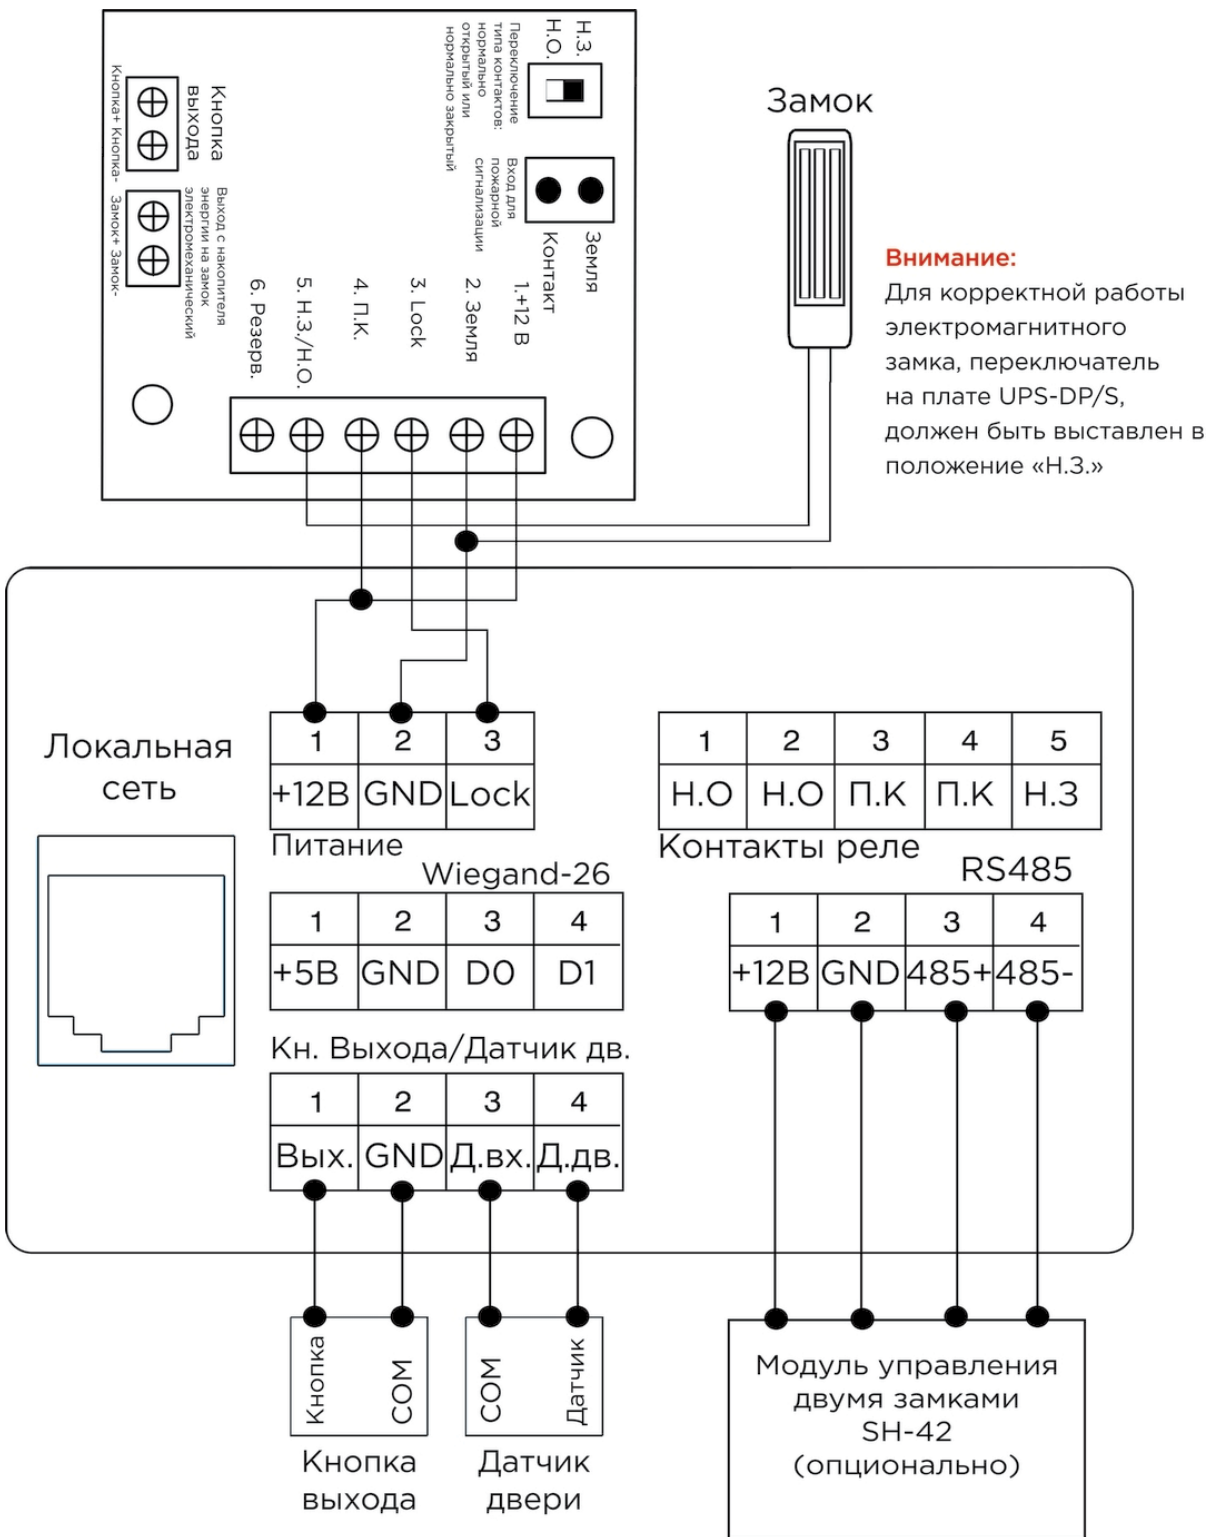 Н.З.
Н.О.
Переключение
типа контактов:
нормально
открытый или
нормально закрытый
Кнопка
выхода
Кнопка+ Кнопка-
Выход с накопителя
энергии на замок
электромеханический
Замок+ Замок-
Вход для
пожарной
сигнализации
Земля
Контакт
6. Резерв.
5. Н.З./Н.О.
4. П.К.
3. Lock
2. Земля
1.+12 В
Замок
Внимание:
Для корректной работы
электромагнитного
замка, переключатель
на плате UPS-DP/S,
должен быть выставлен в
положение «Н.З.»
Локальная
сеть
1 2 3
+12В GND Lock
Питание
1 2 3 4 5
Н.О Н.О П.К П.К Н.З
Контакты реле
Wiegand-26
1 2 3 4
+5В GND D0 D1
RS485
1 2 3 4
+12В GND 485+ 485-
Кн. Выхода/Датчик дв.
1 2 3 4
Вых. GND Д.вх. Д.дв.
Кнопка
COM
COM
Датчик
Кнопка
выхода
Датчик
двери
Модуль управления
двумя замками
SH-42
(опционально)